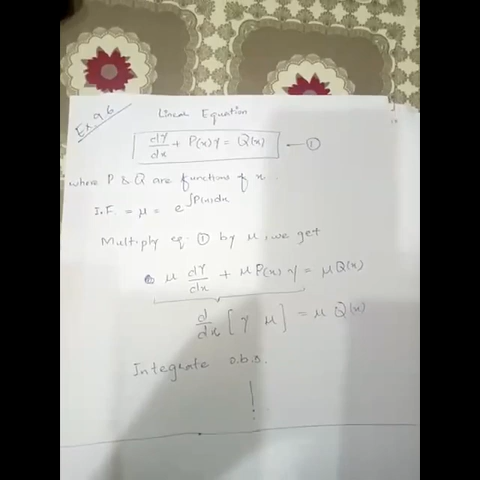 Ex 9.6
Linear Equation
dy/dx + P(x) y = Q(x) — ①
where P & Q are functions of x.
I.F. = μ = e^∫P(x)dx
Multiply eq. ① by μ, we get
μ dy/dx + μ P(x) y = μ Q(x)
d/dx [ y μ ] = μ Q(x)
Integrate o.b.s.